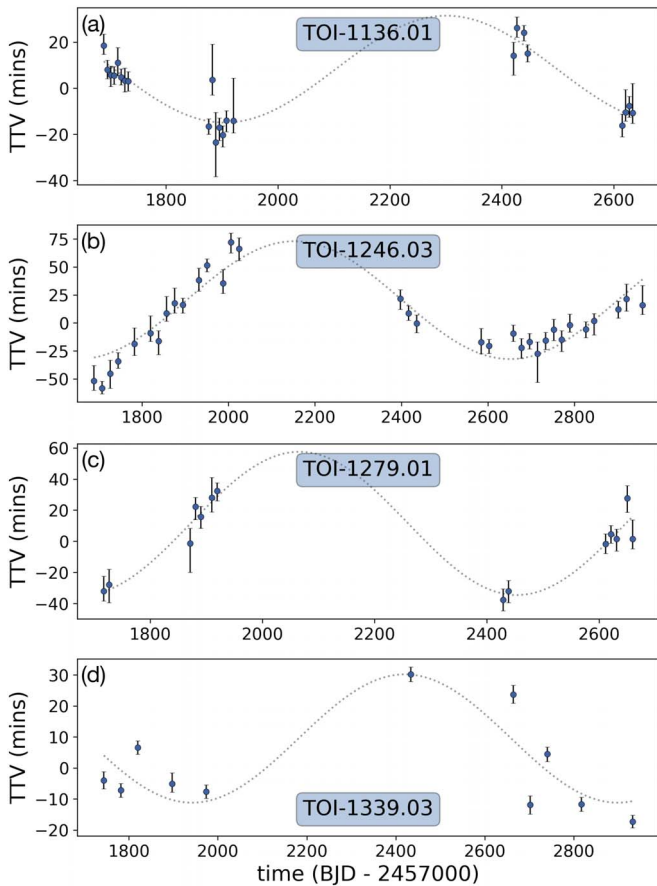 (a) TOI-1136.01
TTV (mins)
20
0
−20
−40
1800 2000 2200 2400 2600
(b) TOI-1246.03
TTV (mins)
75
50
25
0
−25
−50
1800 2000 2200 2400 2600 2800
(c) TOI-1279.01
TTV (mins)
60
40
20
0
−20
−40
1800 2000 2200 2400 2600
(d)
TTV (mins)
30
20
10
0
−10
−20
TOI-1339.03
1800 2000 2200 2400 2600 2800
time (BJD - 2457000)